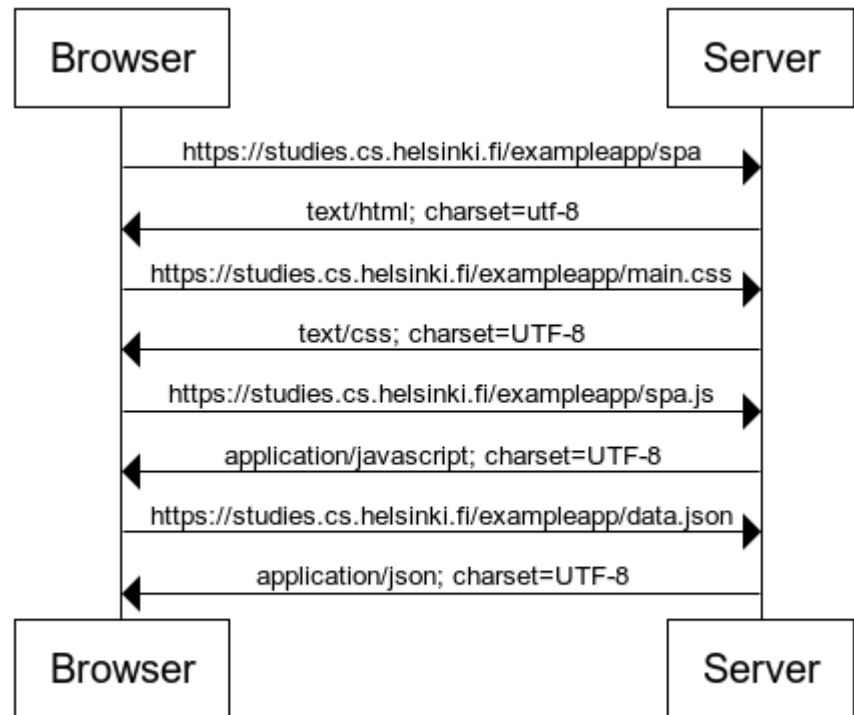 Browser
Server
https://studies.cs.helsinki.fi/exampleapp/spa
text/html; charset=utf-8
https://studies.cs.helsinki.fi/exampleapp/main.css
text/css; charset=UTF-8
https://studies.cs.helsinki.fi/exampleapp/spa.js
application/javascript; charset=UTF-8
https://studies.cs.helsinki.fi/exampleapp/data.json
application/json; charset=UTF-8
Browser
Server